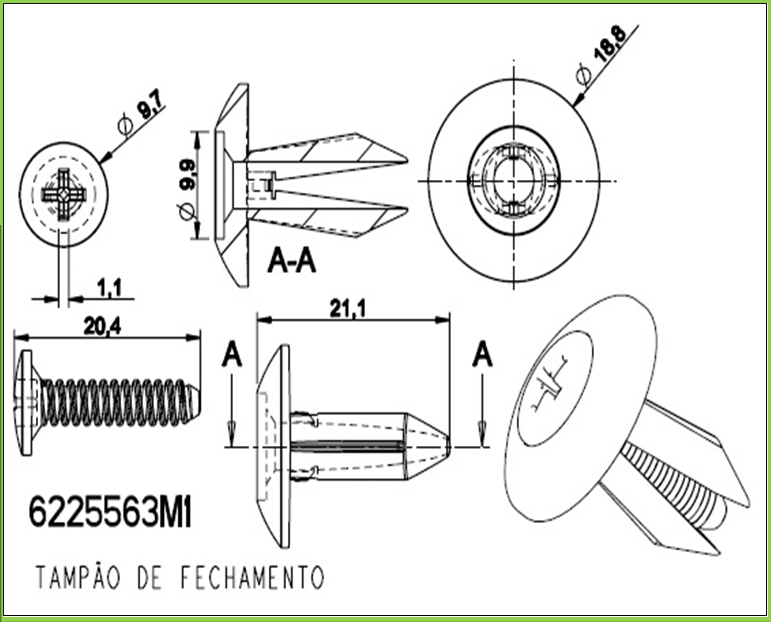 Ø 9,7
Ø 18,8
Ø 9,9
A-A
1,1
20,4
21,1
A
A
6225563M1
TAMPÃO DE FECHAMENTO